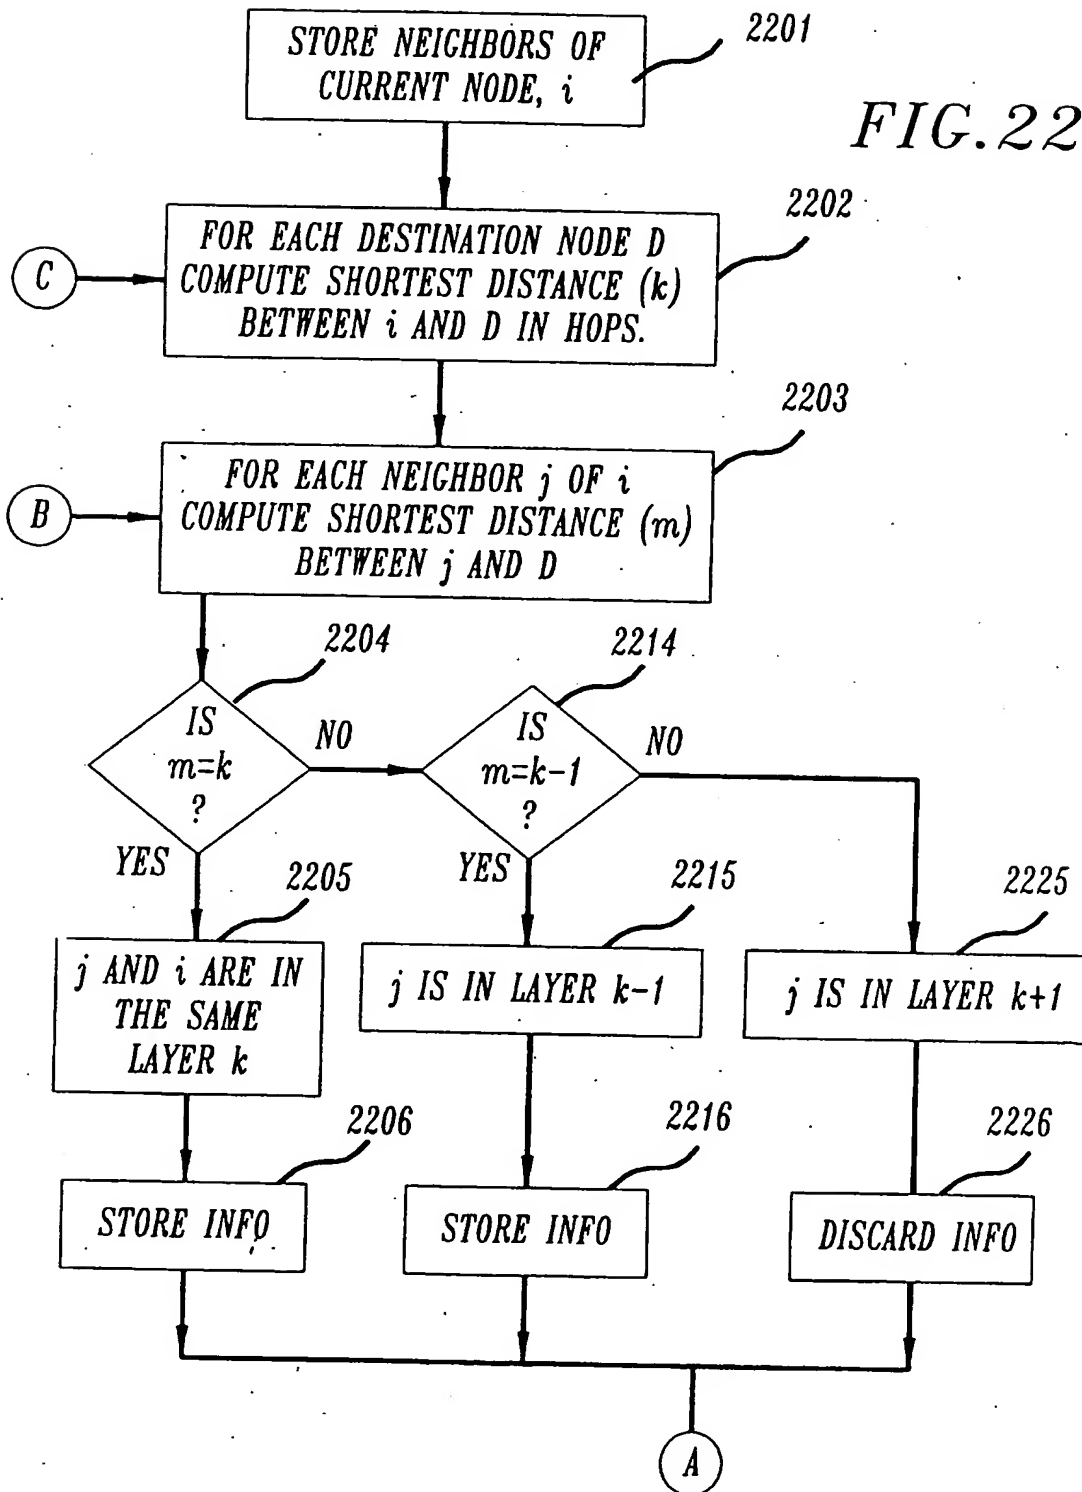 STORE NEIGHBORS OF
CURRENT NODE, i
2201
FIG.22
2202
FOR EACH DESTINATION NODE D
COMPUTE SHORTEST DISTANCE (k)
BETWEEN i AND D IN HOPS.
C
2203
FOR EACH NEIGHBOR j OF i
COMPUTE SHORTEST DISTANCE (m)
BETWEEN j AND D
B
2204
IS
m=k
?
NO
YES
2214
IS
m=k-1
?
NO
YES
2205
j AND i ARE IN
THE SAME
LAYER k
2215
j IS IN LAYER k-1
2225
j IS IN LAYER k+1
2206
STORE INFO
2216
STORE INFO
2226
DISCARD INFO
A